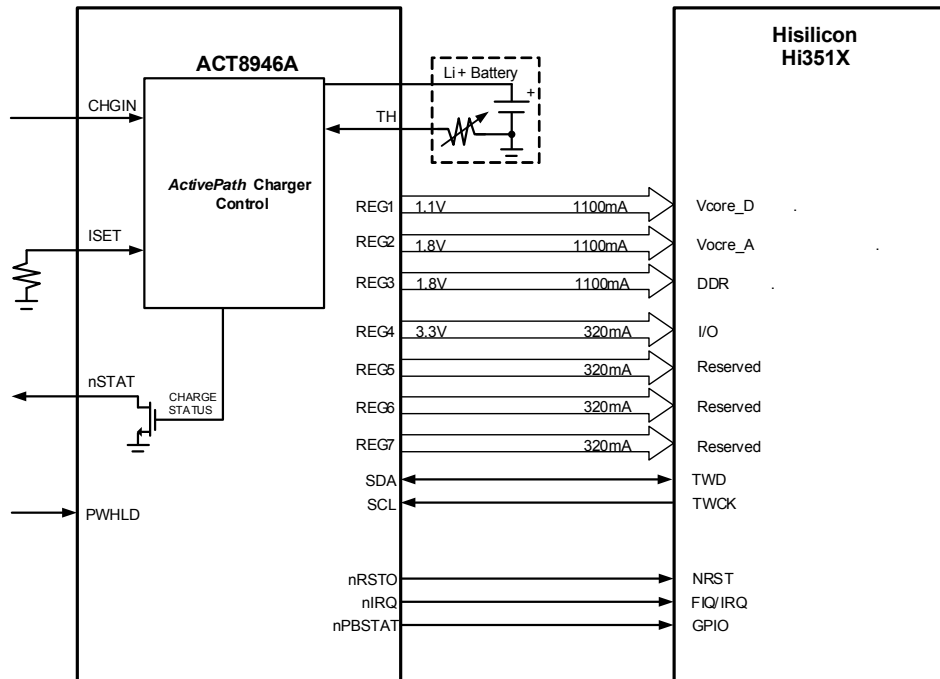 Hisilicon
Hi351X
ACT8946A
Li+ Battery
+
CHGIN
TH
ActivePath Charger
Control
ISET
REG1 1.1V 1100mA Vcore_D .
REG2 1.8V 1100mA Vocre_A .
REG3 1.8V 1100mA DDR .
REG4 3.3V 320mA I/O
REG5 320mA Reserved
REG6 320mA Reserved
REG7 320mA Reserved
nSTAT
CHARGE
STATUS
SDA TWD
SCL TWCK
PWHLD
nRSTO NRST
nIRQ FIQ/IRQ
nPBSTAT GPIO